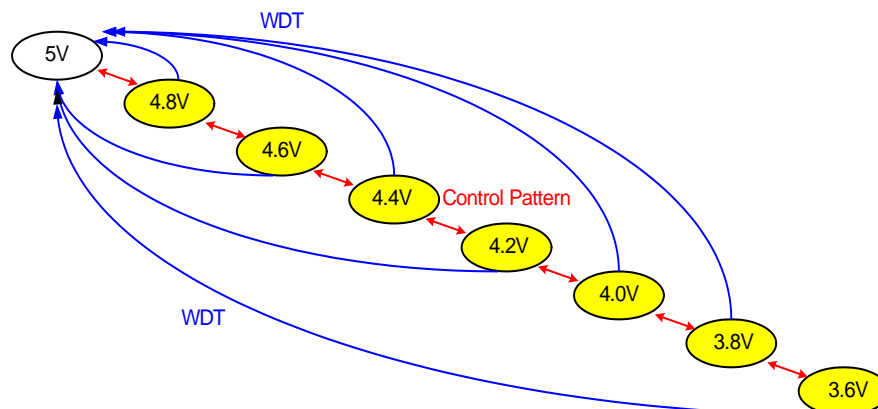 WDT
5V
4.8V
4.6V
4.4V
Control Pattern
4.2V
4.0V
WDT
3.8V
3.6V